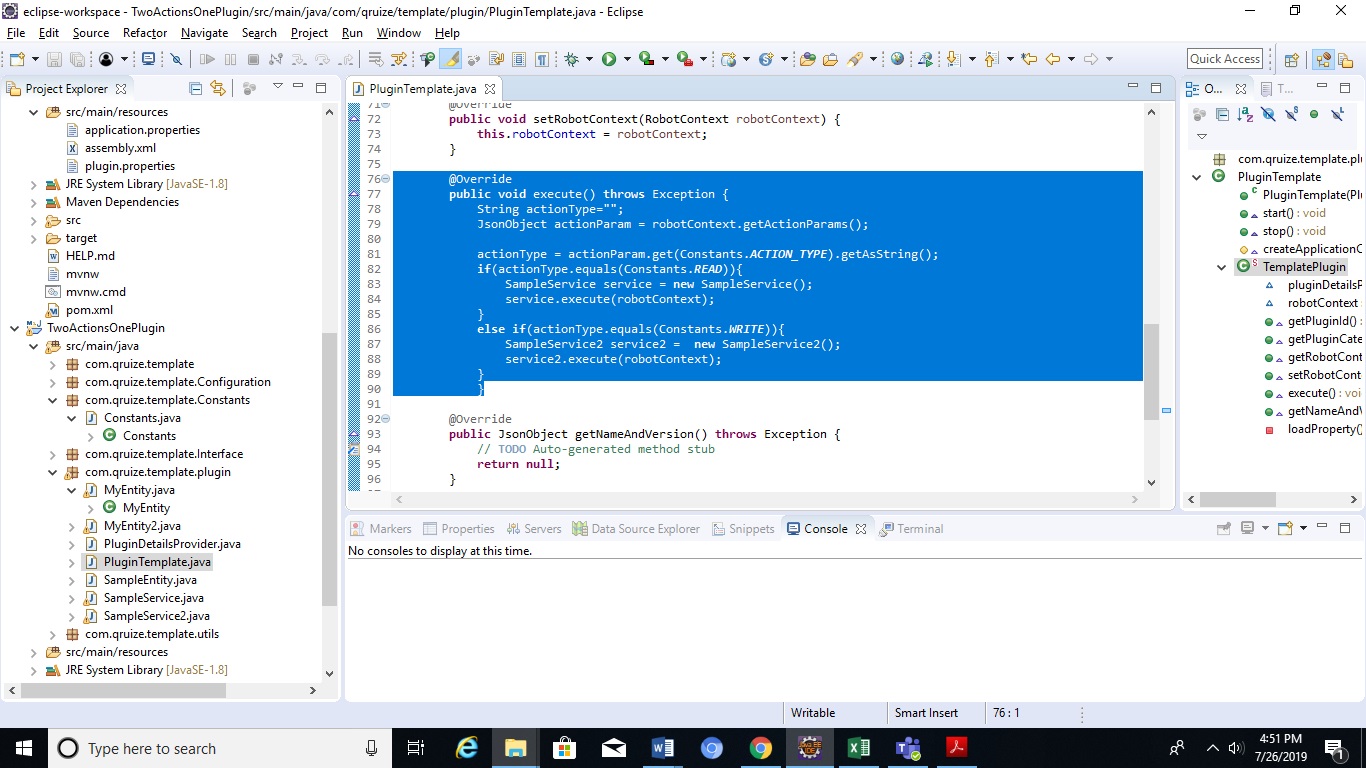 eclipse-workspace - TwoActionsOnePlugin/src/main/java/com/qruize/template/plugin/PluginTemplate.java - Eclipse
File Edit Source Refactor Navigate Search Project Run Window Help
Quick Access
Project Explorer
src/main/resources
application.properties
assembly.xml
plugin.properties
JRE System Library [JavaSE-1.8]
Maven Dependencies
src
target
HELP.md
mvnw
mvnw.cmd
pom.xml
TwoActionsOnePlugin
src/main/java
com.qruize.template
com.qruize.template.Configuration
com.qruize.template.Constants
Constants.java
Constants
com.qruize.template.Interface
com.qruize.template.plugin
MyEntity.java
MyEntity
MyEntity2.java
PluginDetailsProvider.java
PluginTemplate.java
SampleEntity.java
SampleService.java
SampleService2.java
com.qruize.template.utils
src/main/resources
JRE System Library [JavaSE-1.8]
PluginTemplate.java
71 @Override
72 public void setRobotContext(RobotContext robotContext) {
73 this.robotContext = robotContext;
74 }
75
76 @Override
77 public void execute() throws Exception {
78 String actionType="";
79 JsonObject actionParam = robotContext.getActionParams();
80
81 actionType = actionParam.get(Constants.ACTION_TYPE).getAsString();
82 if(actionType.equals(Constants.READ)){
83 SampleService service = new SampleService();
84 service.execute(robotContext);
85 }
86 else if(actionType.equals(Constants.WRITE)){
87 SampleService2 service2 =  new SampleService2();
88 service2.execute(robotContext);
89 }
90 }
91
92 @Override
93 public JsonObject getNameAndVersion() throws Exception {
94 // TODO Auto-generated method stub
95 return null;
96 }
O...
T...
com.qruize.template.pl
PluginTemplate
PluginTemplate(Pl
start() : void
stop() : void
createApplicationC
TemplatePlugin
pluginDetailsP
robotContext
getPluginId() :
getPluginCate
getRobotCont
setRobotCont
execute() : voi
getNameAndV
loadProperty()
Markers Properties Servers Data Source Explorer Snippets Console Terminal
No consoles to display at this time.
Writable Smart Insert 76 : 1
Type here to search
4:51 PM
7/26/2019
1